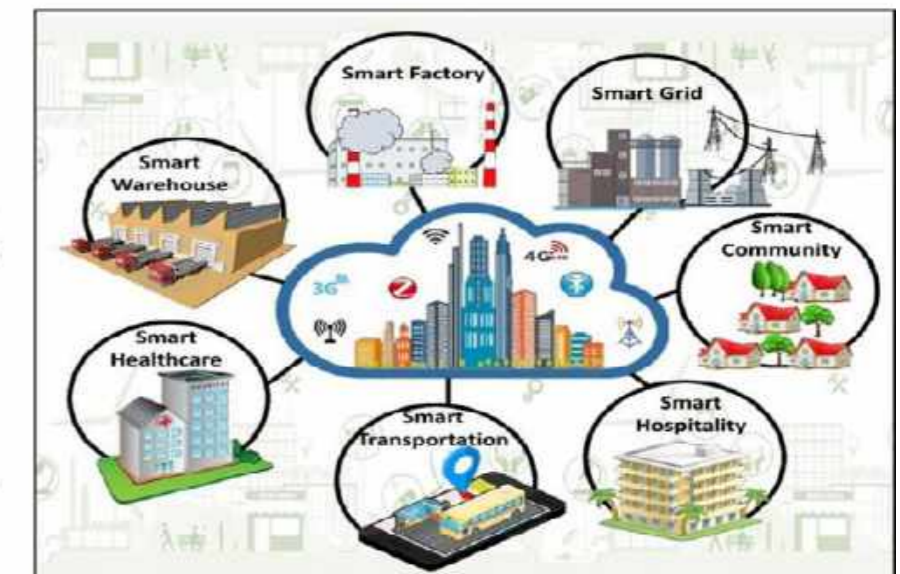 Smart Factory
Smart Grid
Smart
Warehouse
Smart
Community
3G
4G
Smart
Healthcare
Smart
Hospitality
Smart
Transportation